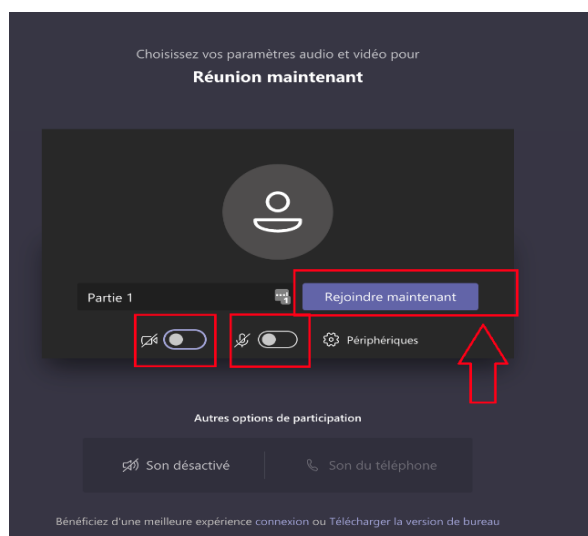 Choisissez vos paramètres audio et vidéo pour
Réunion maintenant
Partie 1
Rejoindre maintenant
Périphériques
Autres options de participation
Son désactivé
Son du téléphone
Bénéficiez d'une meilleure expérience connexion ou Télécharger la version de bureau